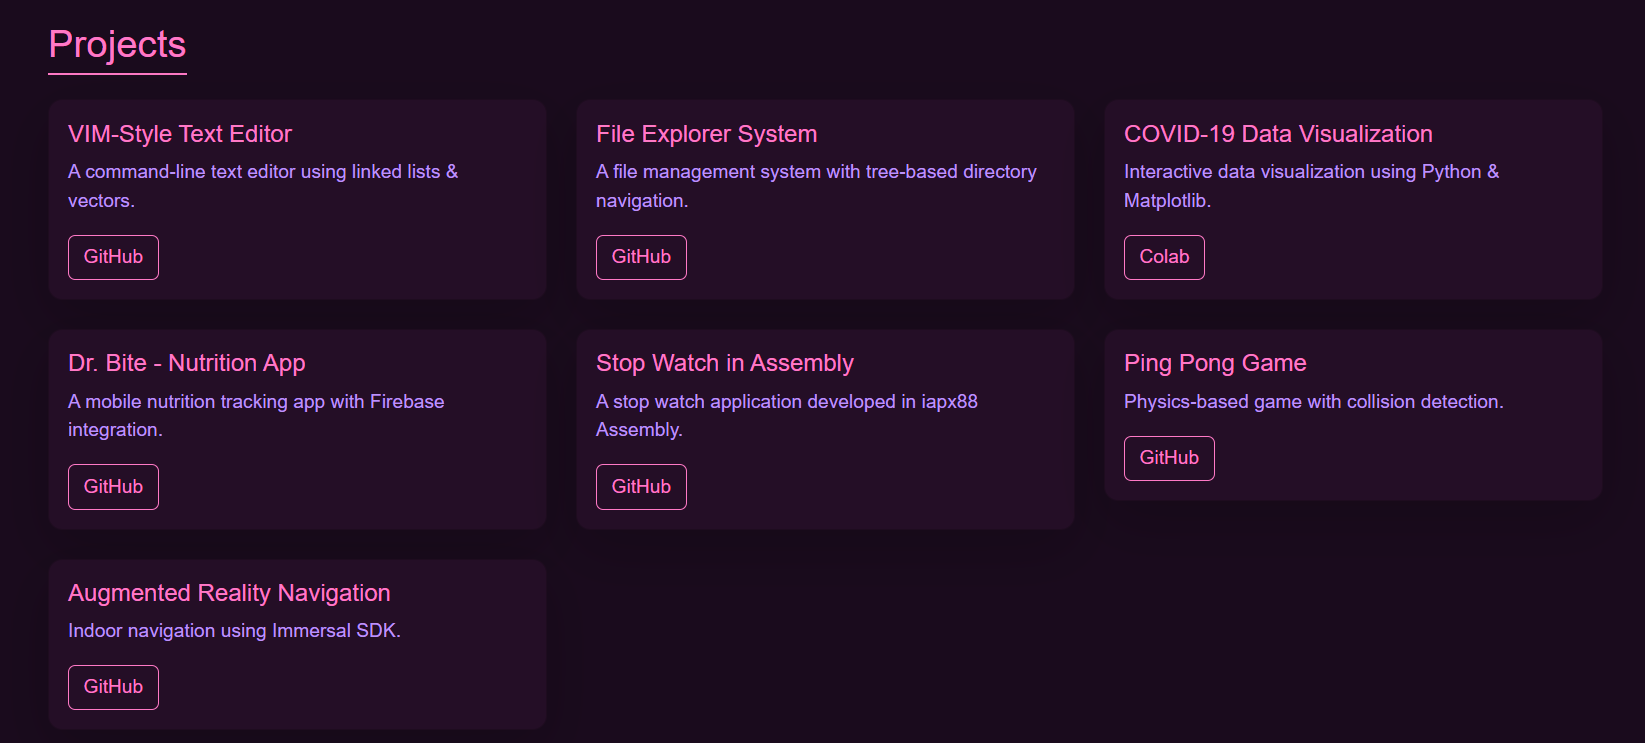 Projects
VIM-Style Text Editor
A command-line text editor using linked lists &
vectors.
GitHub
File Explorer System
A file management system with tree-based directory
navigation.
GitHub
COVID-19 Data Visualization
Interactive data visualization using Python &
Matplotlib.
Colab
Dr. Bite - Nutrition App
A mobile nutrition tracking app with Firebase
integration.
GitHub
Stop Watch in Assembly
A stop watch application developed in iapx88
Assembly.
GitHub
Ping Pong Game
Physics-based game with collision detection.
GitHub
Augmented Reality Navigation
Indoor navigation using Immersal SDK.
GitHub